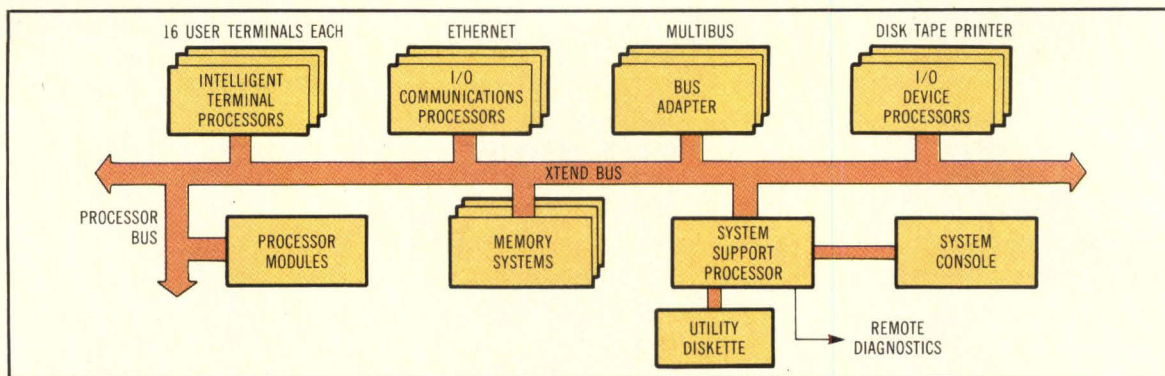 16 USER TERMINALS EACH
ETHERNET
MULTIBUS
DISK TAPE PRINTER
INTELLIGENT
TERMINAL
PROCESSORS
I/O
COMMUNICATIONS
PROCESSORS
BUS
ADAPTER
I/O
DEVICE
PROCESSORS
XTEND BUS
PROCESSOR
BUS
PROCESSOR
MODULES
MEMORY
SYSTEMS
SYSTEM
SUPPORT
PROCESSOR
SYSTEM
CONSOLE
UTILITY
DISKETTE
REMOTE
DIAGNOSTICS